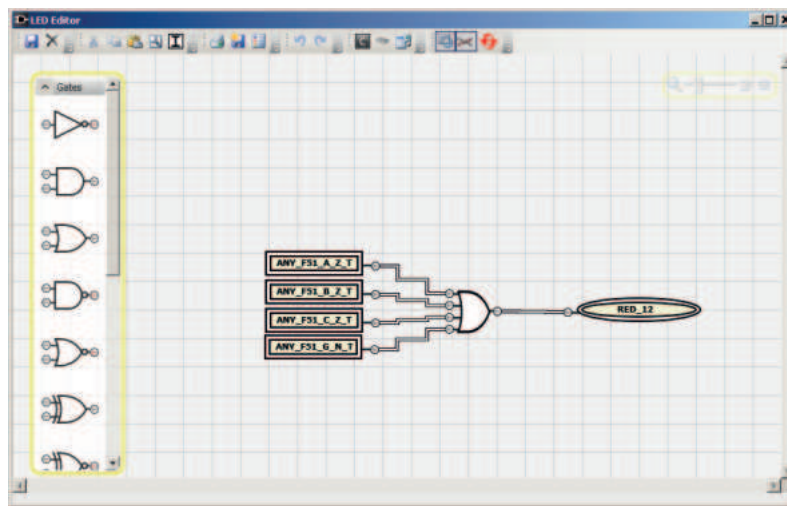 LED Editor
Gates
ANY_F51_A_Z_T
ANY_F51_B_Z_T
ANY_F51_C_Z_T
ANY_F51_G_N_T
RED_12